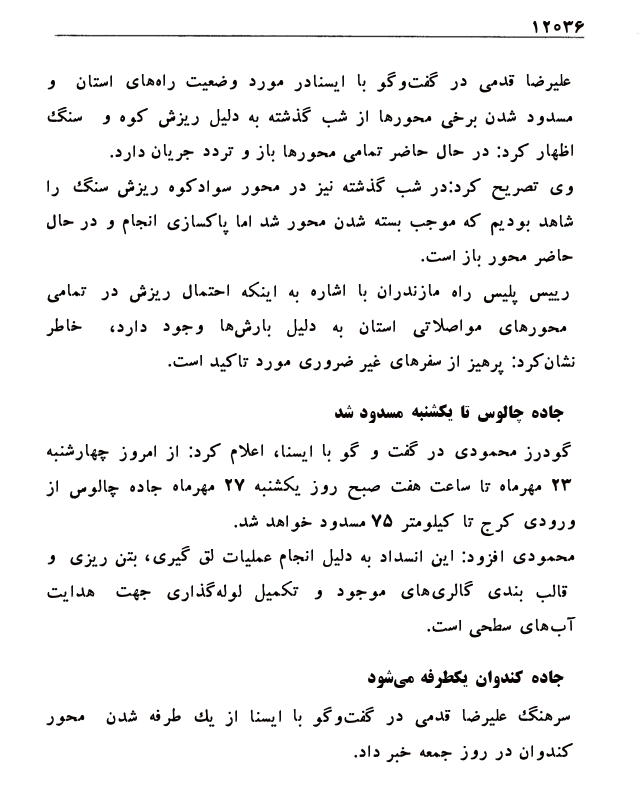 ۱۲۰۳۶
علیرضا قدمی در گفت‌وگو با ایسنادر مورد وضعیت راه‌های استان و
مسدود شدن برخی محورها از شب گذشته به دلیل ریزش کوه و سنگ
اظهار کرد: در حال حاضر تمامی محورها باز و تردد جریان دارد.
وی تصریح کرد:در شب گذشته نیز در محور سوادکوه ریزش سنگ را
شاهد بودیم که موجب بسته شدن محور شد اما پاکسازی انجام و در حال
حاضر محور باز است.
رییس پلیس راه مازندران با اشاره به اینکه احتمال ریزش در تمامی
محورهای مواصلاتی استان به دلیل بارش‌ها وجود دارد، خاطر
نشان‌کرد: پرهیز از سفرهای غیر ضروری مورد تاکید است.
جاده چالوس تا یکشنبه مسدود شد
گودرز محمودی در گفت و گو با ایسنا، اعلام کرد: از امروز چهارشنبه
۲۳ مهرماه تا ساعت هفت صبح روز یکشنبه ۲۷ مهرماه جاده چالوس از
ورودی کرج تا کیلومتر ۷۵ مسدود خواهد شد.
محمودی افزود: این انسداد به دلیل انجام عملیات لق گیری، بتن ریزی و
قالب بندی گالری‌های موجود و تکمیل لوله‌گذاری جهت هدایت
آب‌های سطحی است.
جاده کندوان یکطرفه می‌شود
سرهنگ علیرضا قدمی در گفت‌وگو با ایسنا از یك طرفه شدن محور
کندوان در روز جمعه خبر داد.